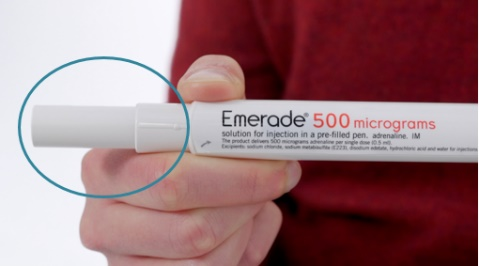 Emerade® 500 micrograms
solution for injection in a pre-filled pen, adrenaline, IM
The product delivers 500 micrograms adrenaline per single dose (0.5 ml)
Excipients, sodium chloride, sodium metabisulfite (E223), disodium edetate, hydrochloric acid and water for injections